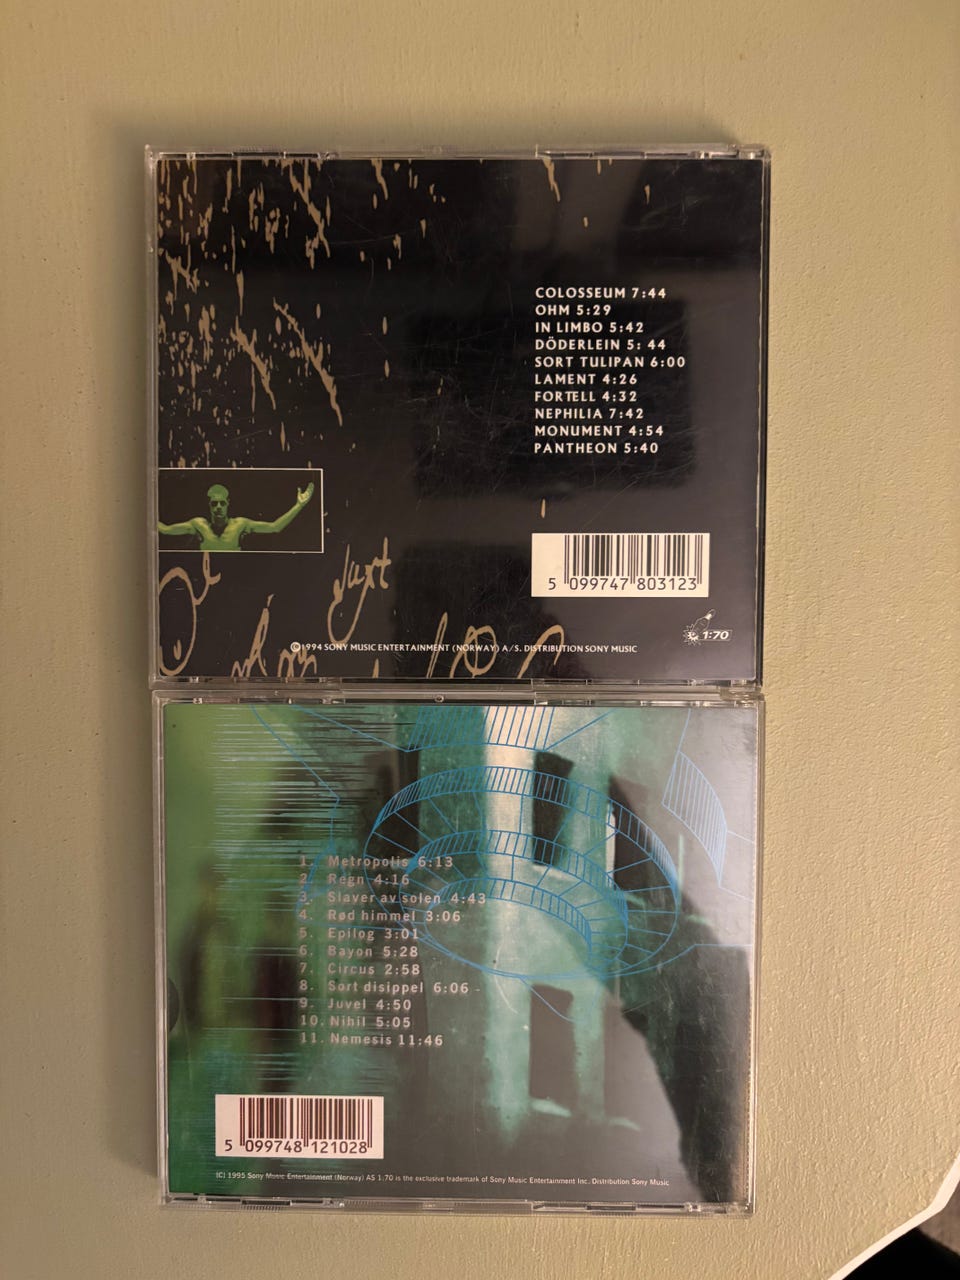 COLOSSEUM 7:44
OHM 5:29
IN LIMBO 5:42
DÖDERLEIN 5: 44
SORT TULIPAN 6:00
LAMENT 4:26
FORTELL 4:32
NEPHILIA 7:42
MONUMENT 4:54
PANTHEON 5:40
5 099747 803123
1:70
©1994 SONY MUSIC ENTERTAINMENT (NORWAY) A/S. DISTRIBUTION SONY MUSIC
1. Metropolis 6:13
2. Regn 4:16
3. Slaver av solen 4:43
4. Rød himmel 3:06
5. Epilog 3:01
6. Bayon 5:28
7. Circus 2:58
8. Sort disippel 6:06 -
9. Juvel 4:50
10. Nihil 5:05
11. Nemesis 11:46
5 099748 121028
(C) 1995 Sony Music Entertainment (Norway) AS 1:70 is the exclusive trademark of Sony Music Entertainment Inc. Distribution Sony Music